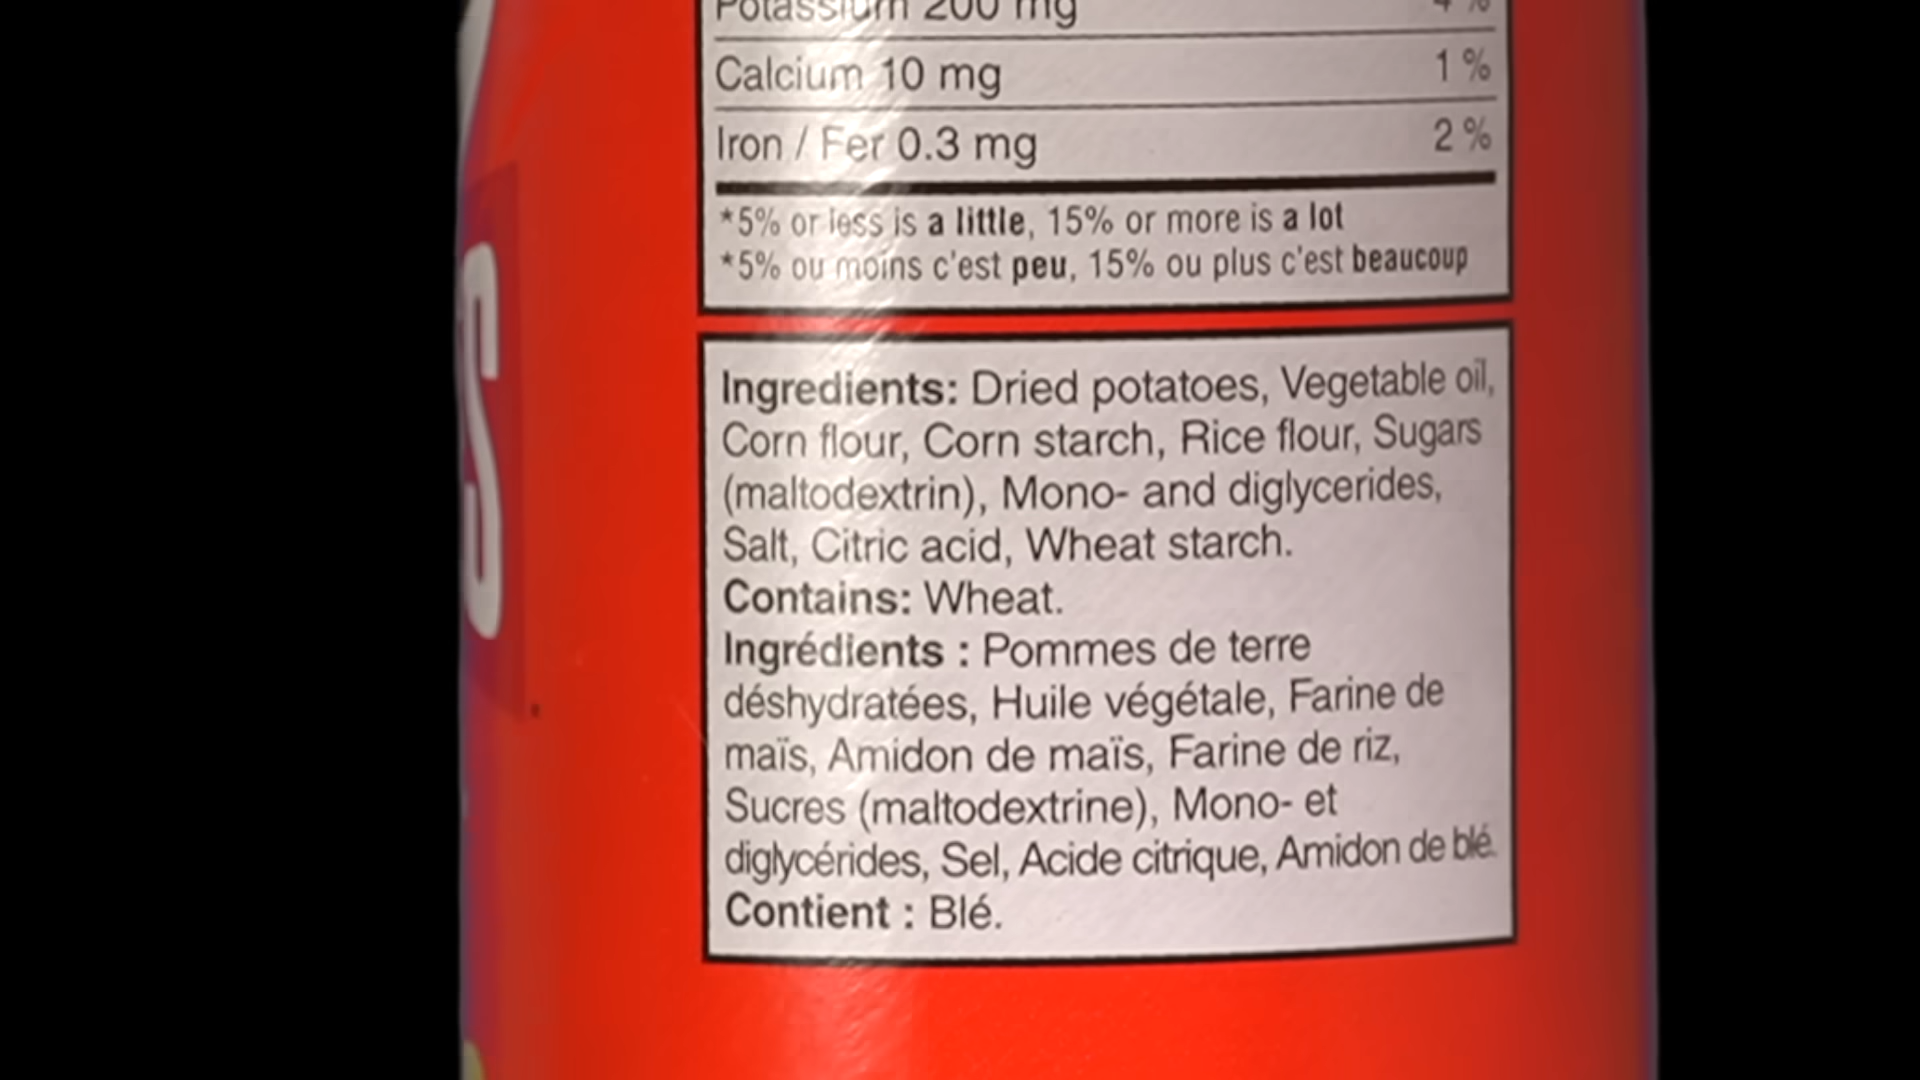 Potassium 200 mg 4 %
Calcium 10 mg 1 %
Iron / Fer 0.3 mg 2 %
*5% or less is a little, 15% or more is a lot
*5% ou moins c'est peu, 15% ou plus c'est beaucoup
Ingredients: Dried potatoes, Vegetable oil,
Corn flour, Corn starch, Rice flour, Sugars
(maltodextrin), Mono- and diglycerides,
Salt, Citric acid, Wheat starch.
Contains: Wheat.
Ingrédients : Pommes de terre
déshydratées, Huile végétale, Farine de
maïs, Amidon de maïs, Farine de riz,
Sucres (maltodextrine), Mono- et
diglycérides, Sel, Acide citrique, Amidon de blé.
Contient : Blé.